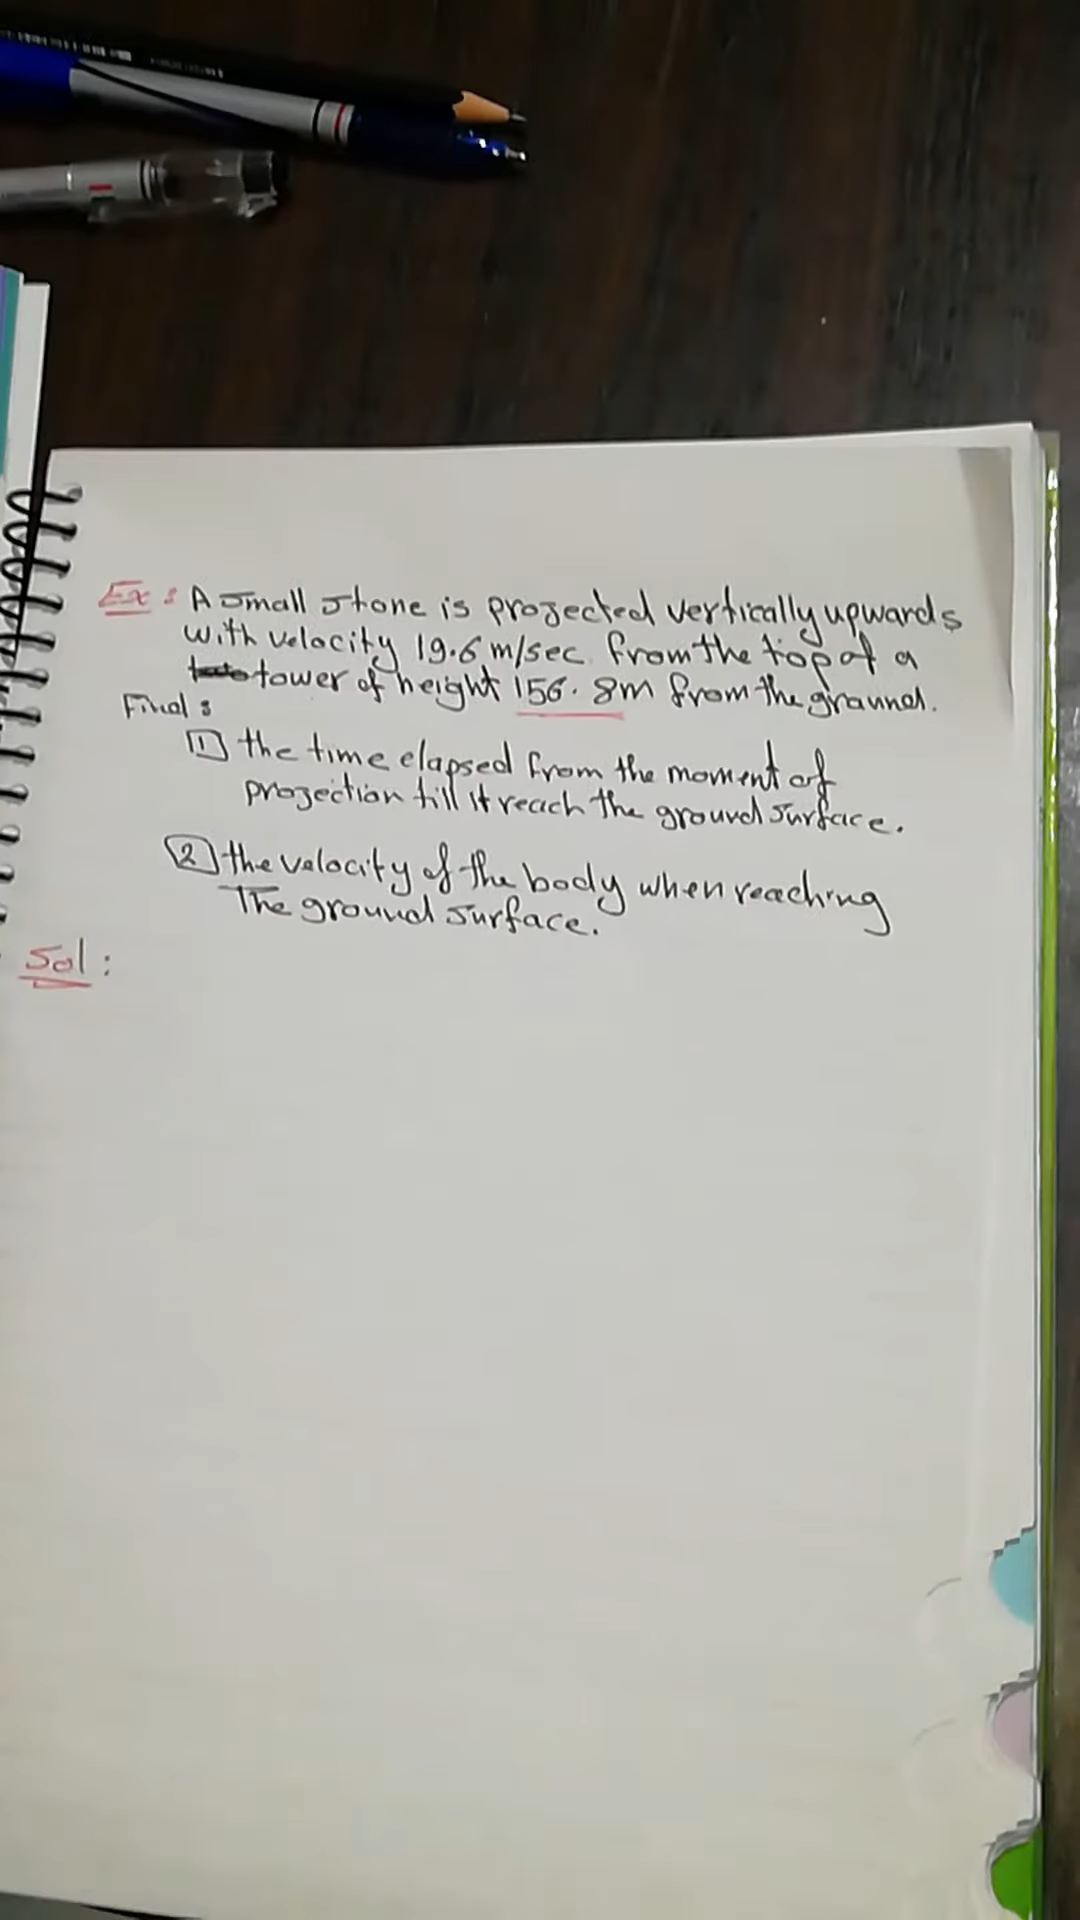 Ex: A small stone is projected vertically upwards
with velocity 19.6 m/sec from the top of a
tower of height 156.8m from the ground.
Find:
1 the time elapsed from the moment of
projection till it reach the ground surface.
2 the velocity of the body when reaching
The ground surface.
Sol: